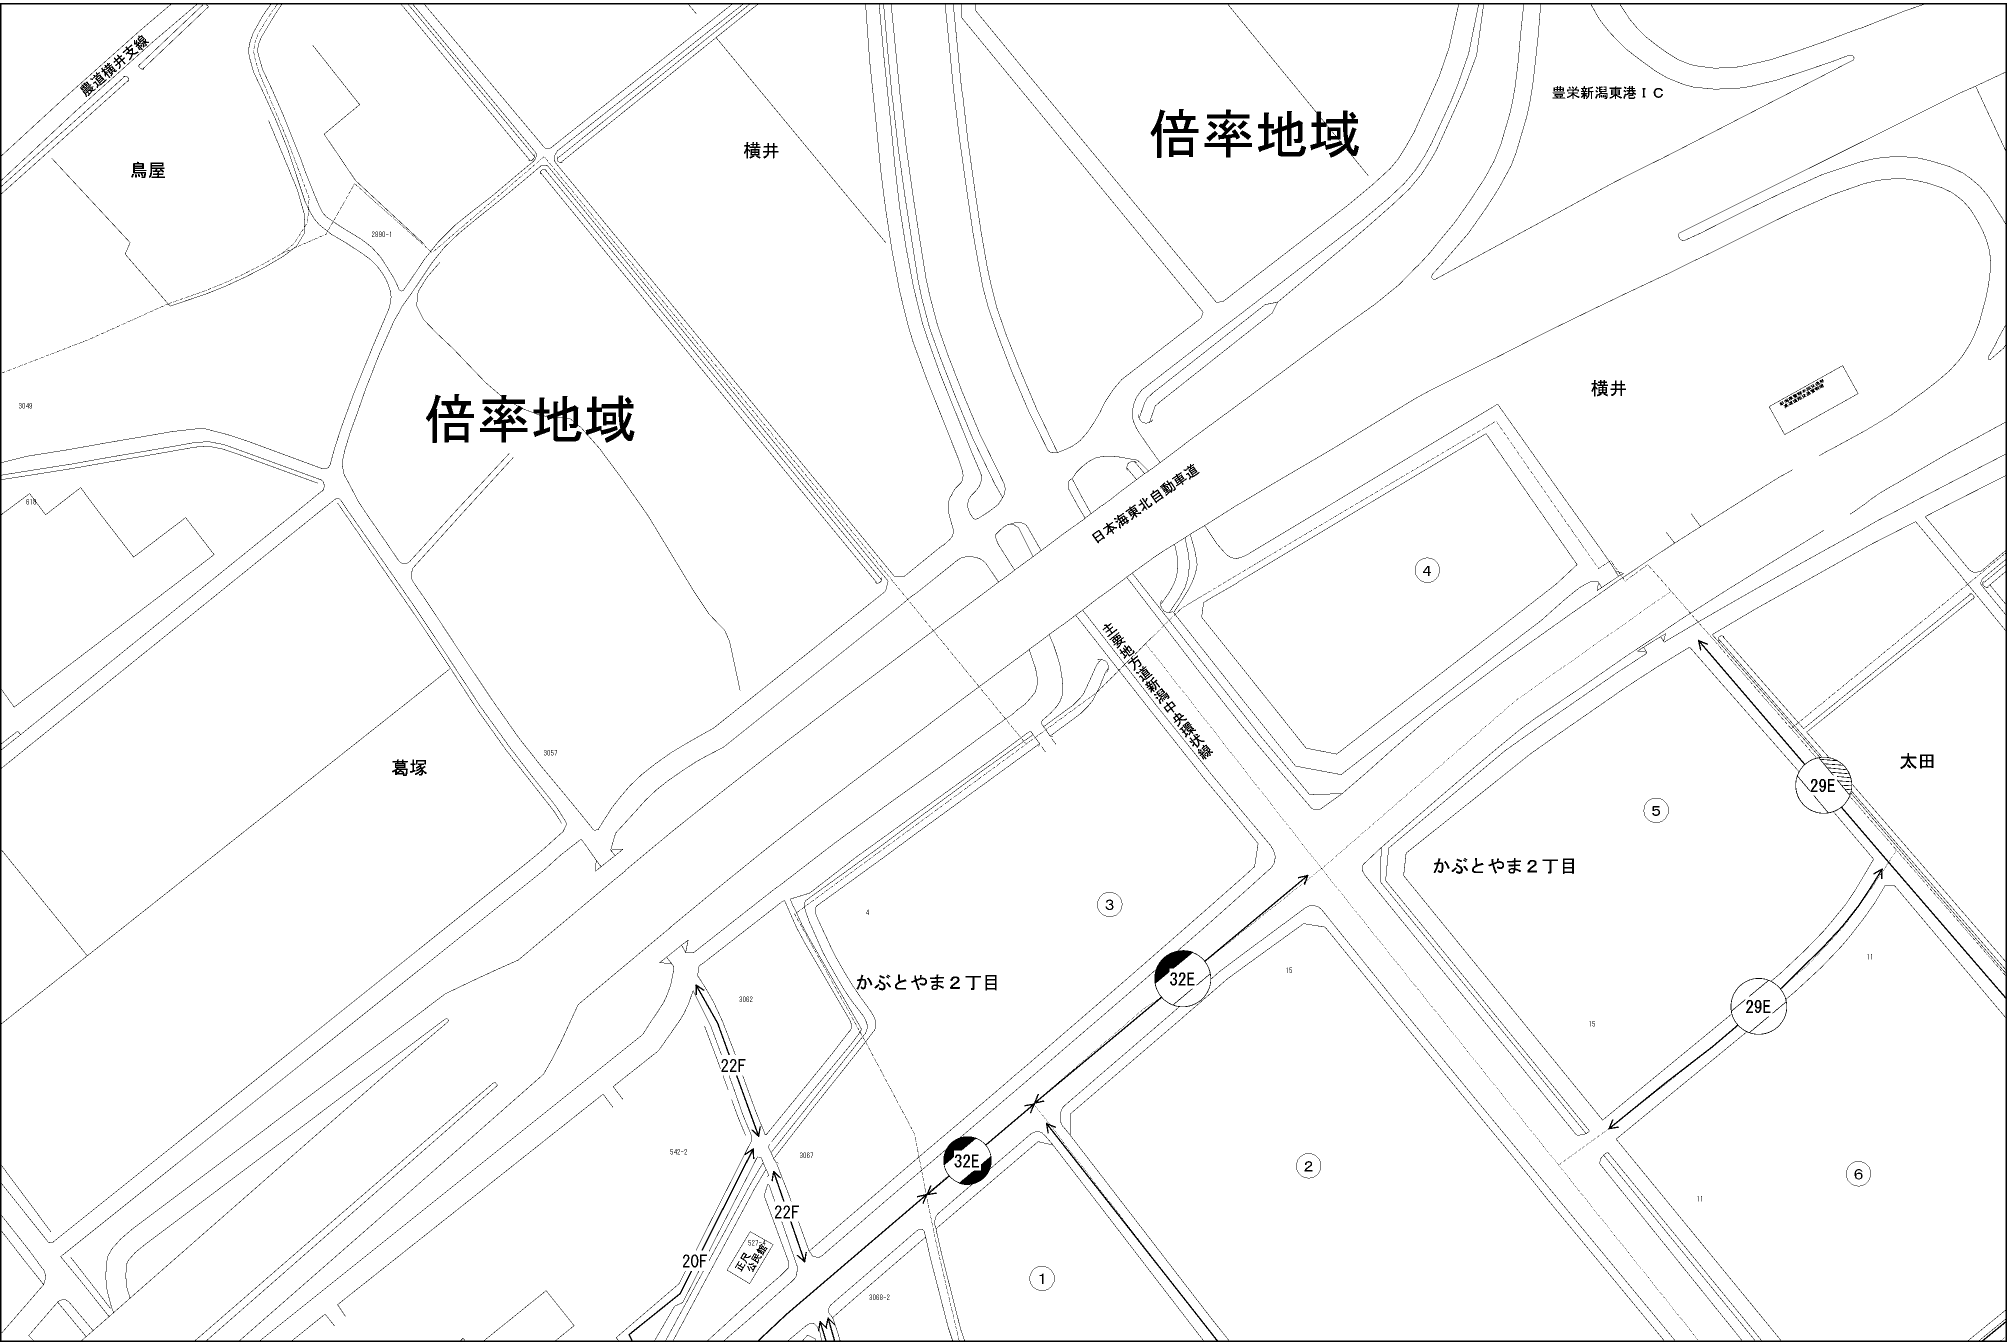 農道横井支線
豊栄新潟東港ＩＣ
倍率地域
横井
鳥屋
2890-1
横井
3049
倍率地域
618
日本海東北自動車道
④
主要地方道新潟中央環状線
3057
葛塚
太田
29E
⑤
かぶとやま２丁目
③
4
かぶとやま２丁目
32E
15
11
3062
29E
15
22F
542-2
3067
32E
②
⑥
11
22F
20F
正尺
公民館
①
3068-2